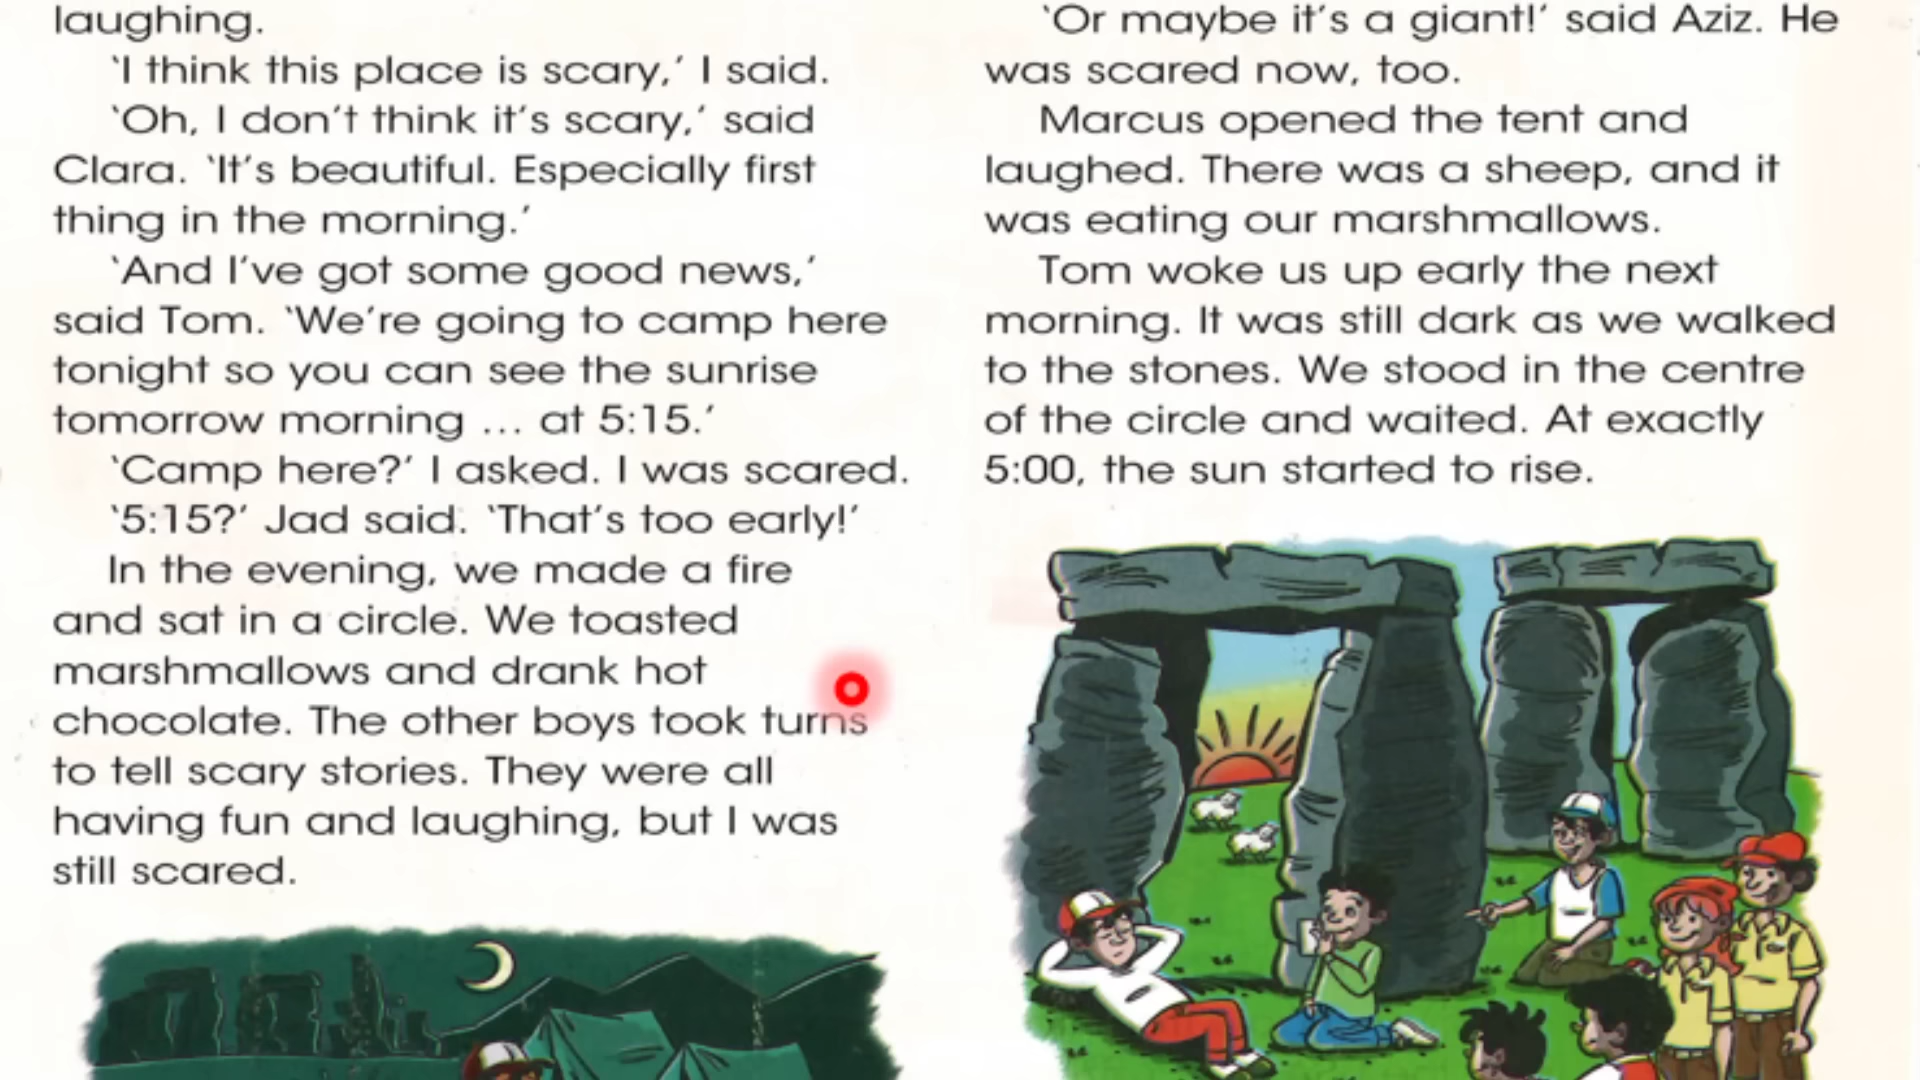 laughing.
‘I think this place is scary,’ I said.
‘Oh, I don’t think it’s scary,’ said
Clara. ‘It’s beautiful. Especially first
thing in the morning.’
‘And I’ve got some good news,’
said Tom. ‘We’re going to camp here
tonight so you can see the sunrise
tomorrow morning ... at 5:15.’
‘Camp here?’ I asked. I was scared.
‘5:15?’ Jad said. ‘That’s too early!’
In the evening, we made a fire
and sat in a circle. We toasted
marshmallows and drank hot
chocolate. The other boys took turns
to tell scary stories. They were all
having fun and laughing, but I was
still scared.
‘Or maybe it’s a giant!’ said Aziz. He
was scared now, too.
Marcus opened the tent and
laughed. There was a sheep, and it
was eating our marshmallows.
Tom woke us up early the next
morning. It was still dark as we walked
to the stones. We stood in the centre
of the circle and waited. At exactly
5:00, the sun started to rise.